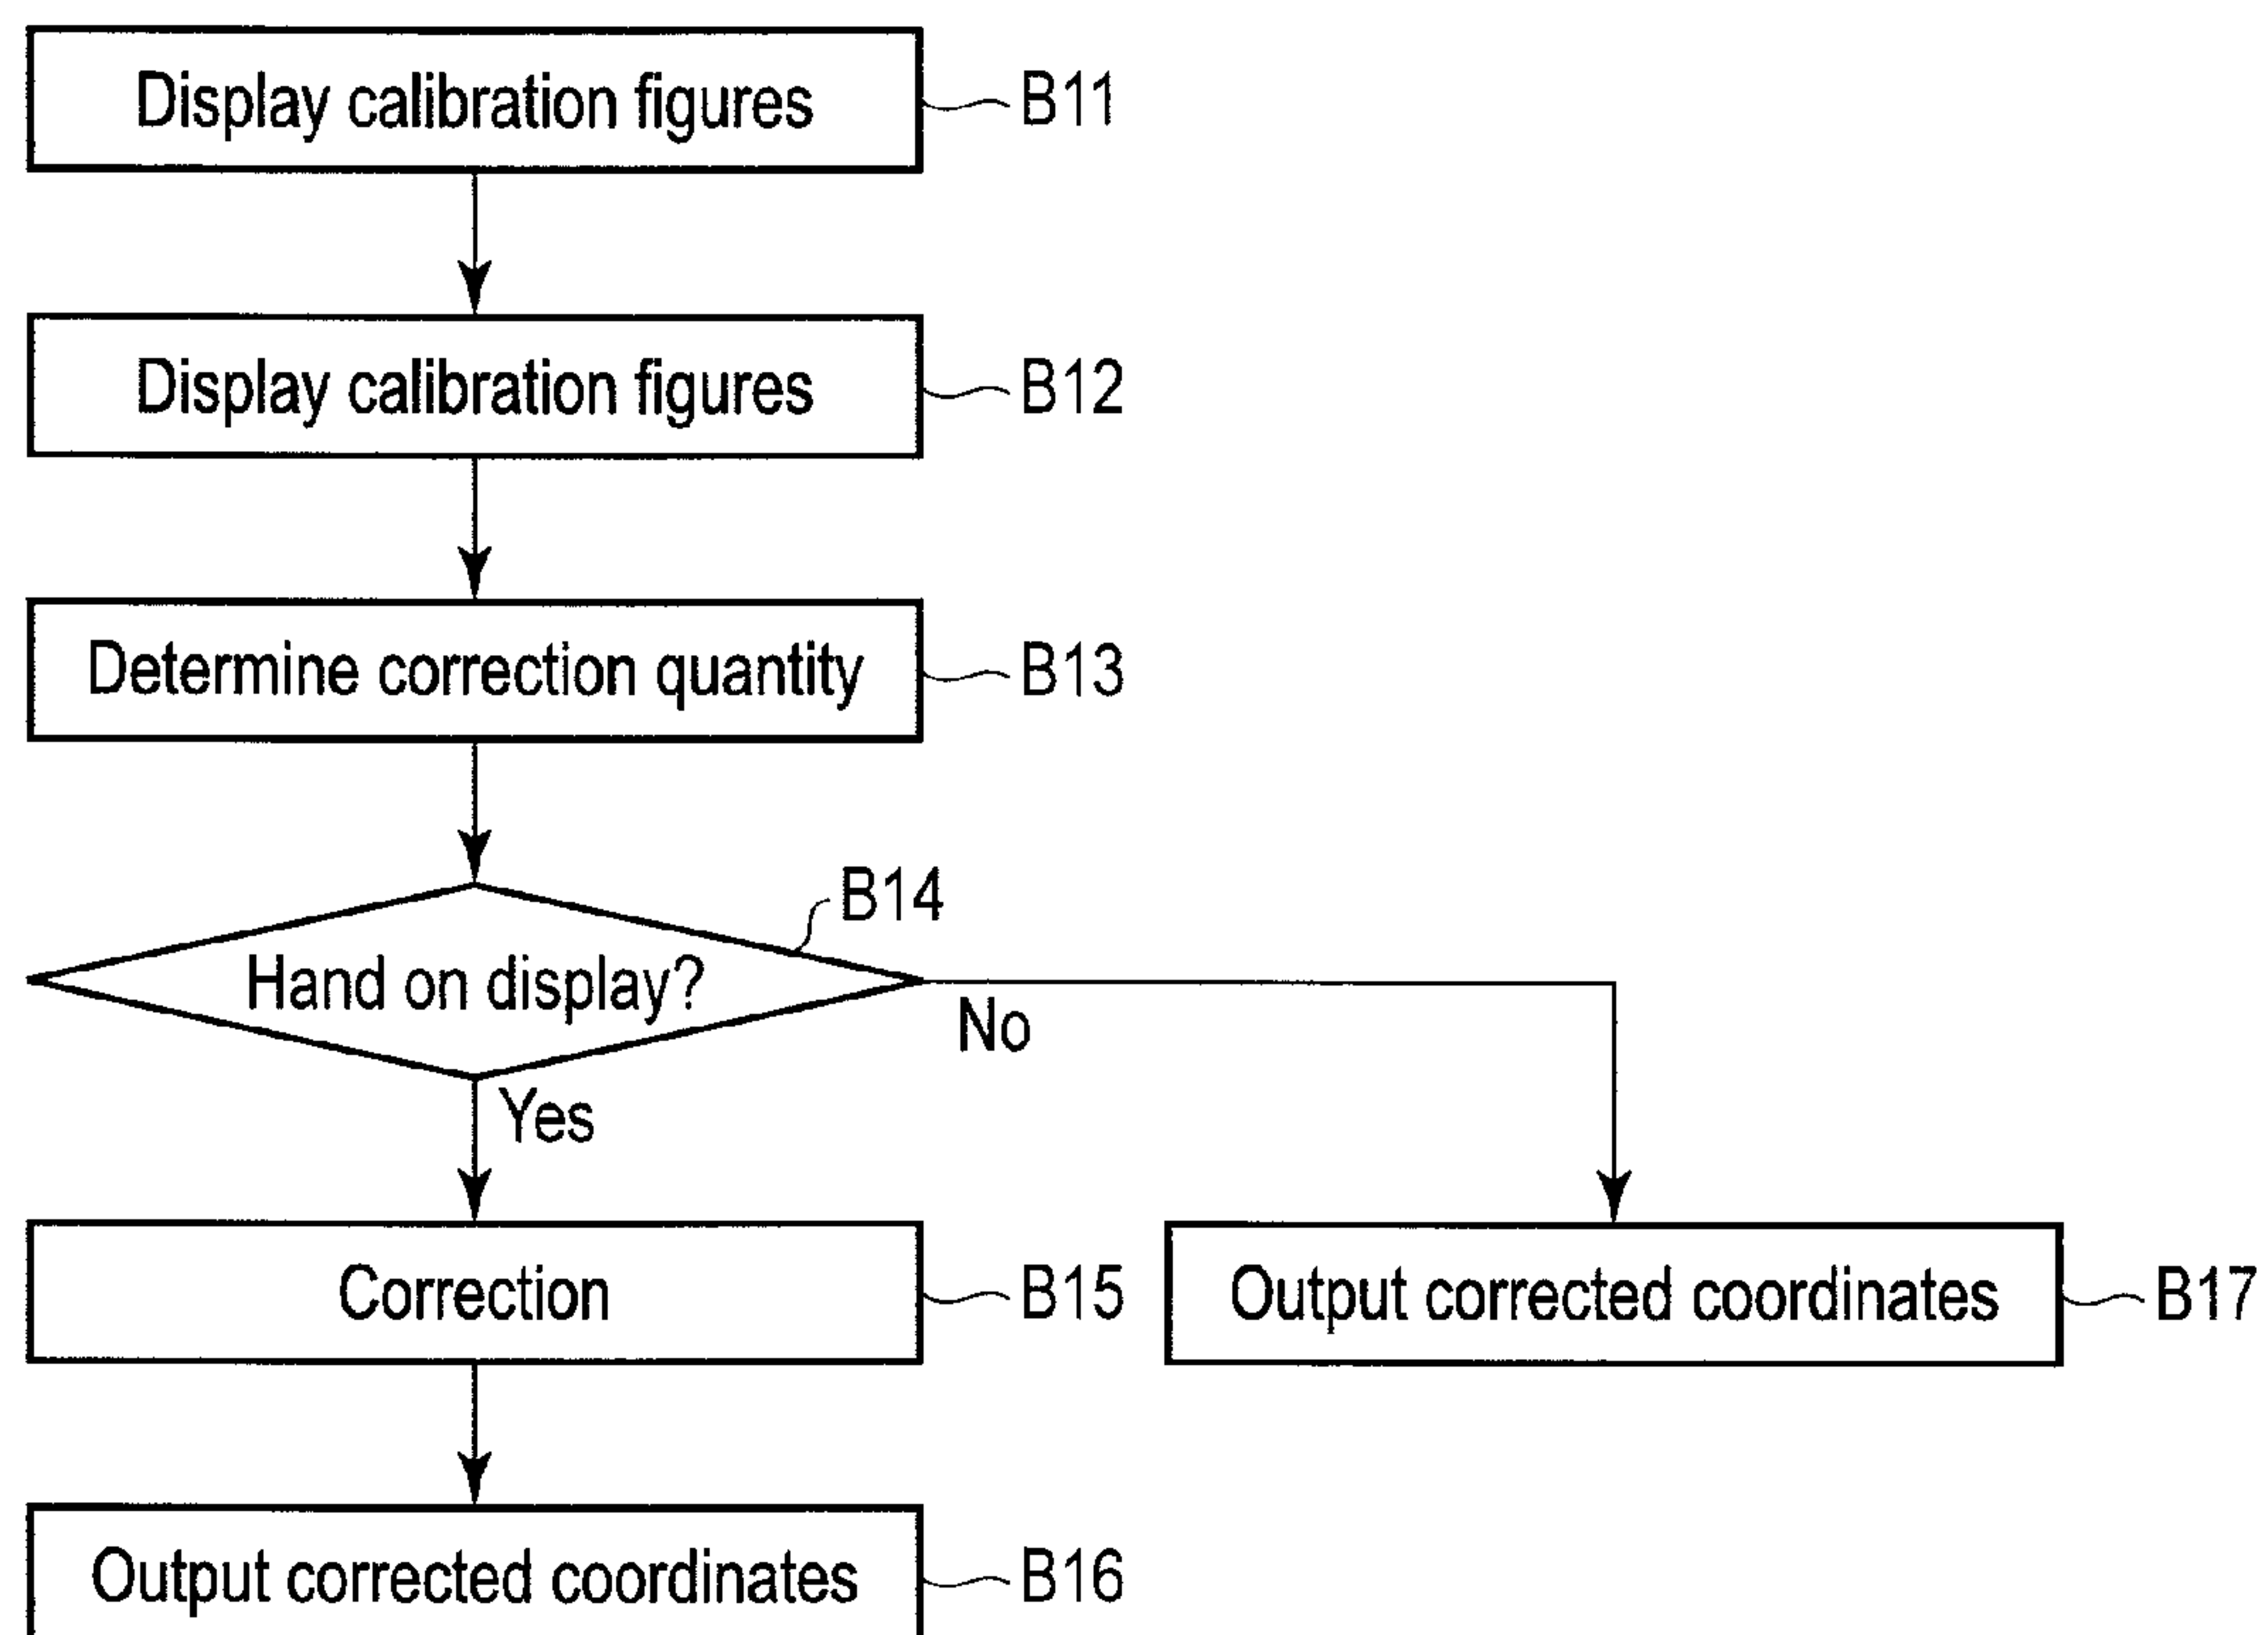 Display calibration figures
B11
Display calibration figures
B12
Determine correction quantity
B13
B14
Hand on display?
No
Yes
Correction
B15
Output corrected coordinates
B17
Output corrected coordinates
B16